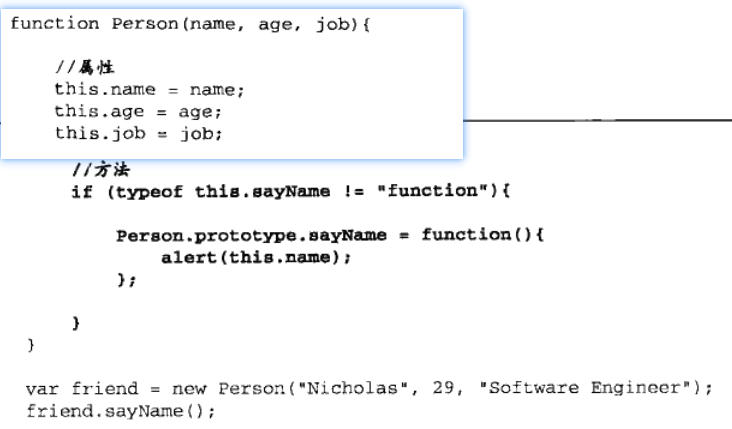 function Person(name, age, job){
//属性
this.name = name;
this.age = age;
this.job = job;
//方法
if (typeof this.sayName != "function"){
Person.prototype.sayName = function(){
alert(this.name);
};
}
}
var friend = new Person("Nicholas", 29, "Software Engineer");
friend.sayName();